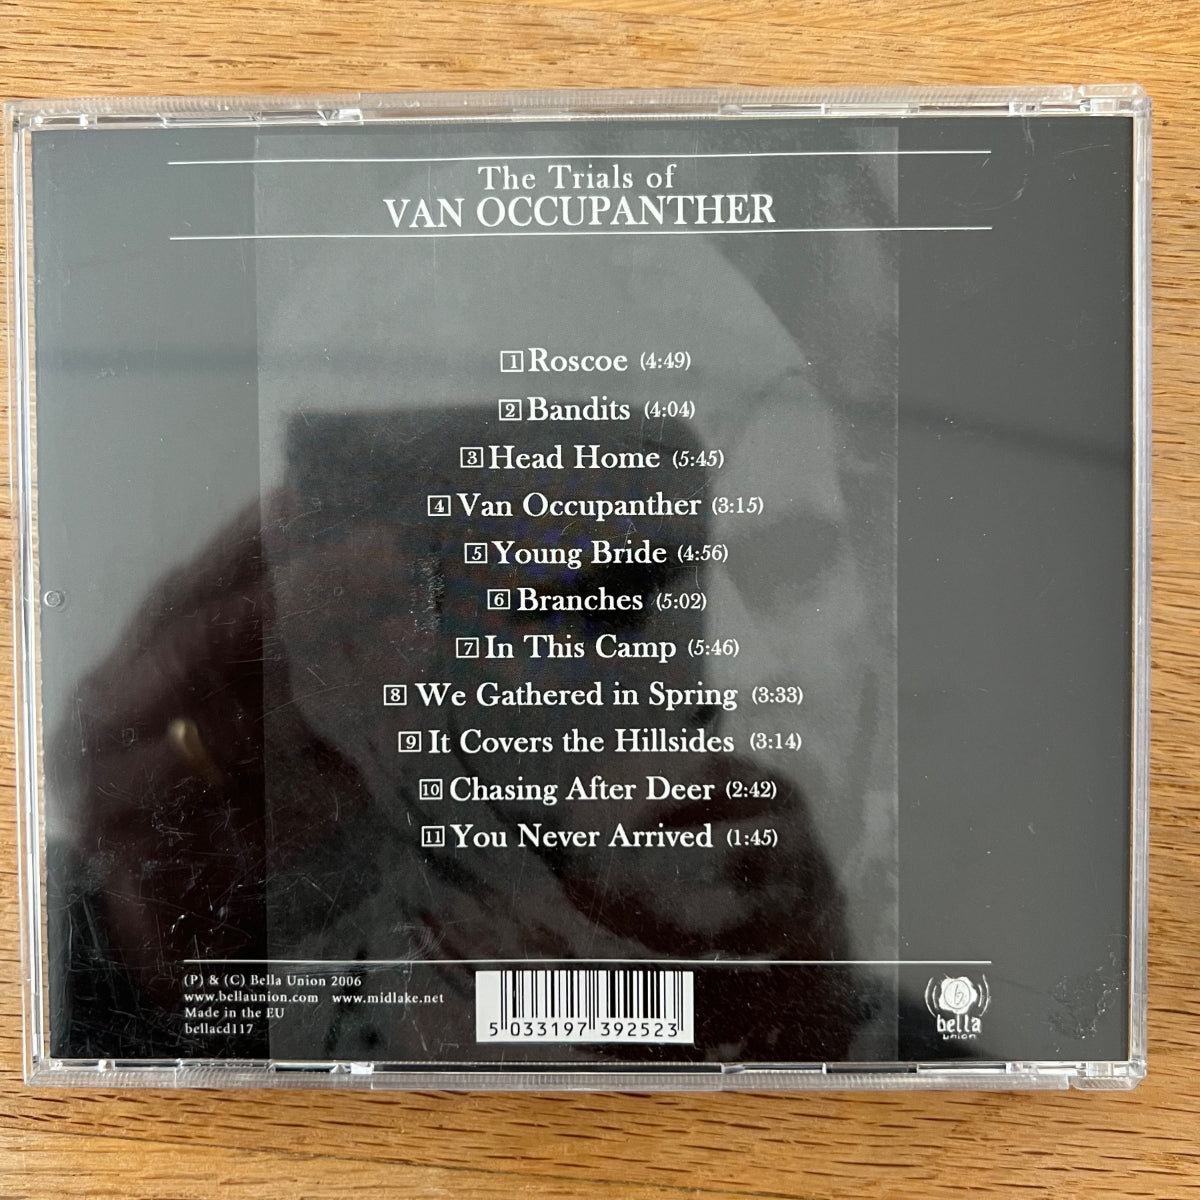 The Trials of
VAN OCCUPANTHER
1 Roscoe (4:49)
2 Bandits (4:04)
3 Head Home (5:45)
4 Van Occupanther (3:15)
5 Young Bride (4:56)
6 Branches (5:02)
7 In This Camp (5:46)
8 We Gathered in Spring (3:33)
9 It Covers the Hillsides (3:14)
10 Chasing After Deer (2:42)
11 You Never Arrived (1:45)
(P) & (C) Bella Union 2006
www.bellaunion.com www.midlake.net
Made in the EU
bellacd117
5 033197 392523
b
bella
union